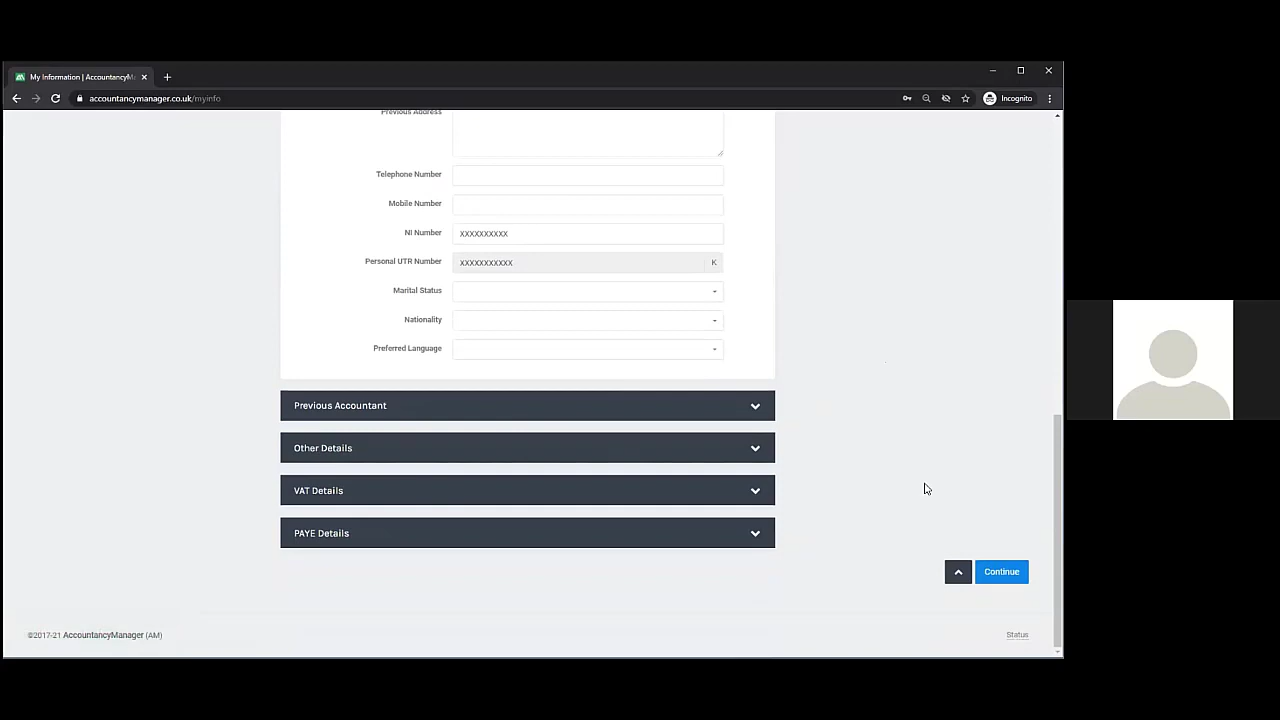 My Information | AccountancyMa
accountancymanager.co.uk/myinfo
Incognito
Previous Address
Telephone Number
Mobile Number
NI Number XXXXXXXXXX
Personal UTR Number XXXXXXXXXXX K
Marital Status
Nationality
Preferred Language
Previous Accountant
Other Details
VAT Details
PAYE Details
Continue
©2017-21 AccountancyManager (AM)
Status